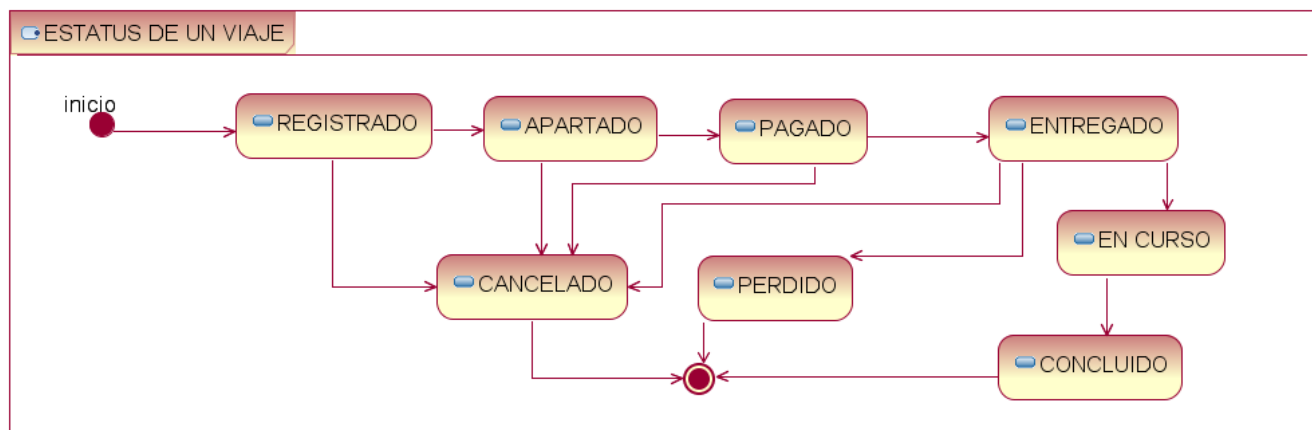 ESTATUS DE UN VIAJE
inicio
REGISTRADO
APARTADO
PAGADO
ENTREGADO
EN CURSO
CANCELADO
PERDIDO
CONCLUIDO